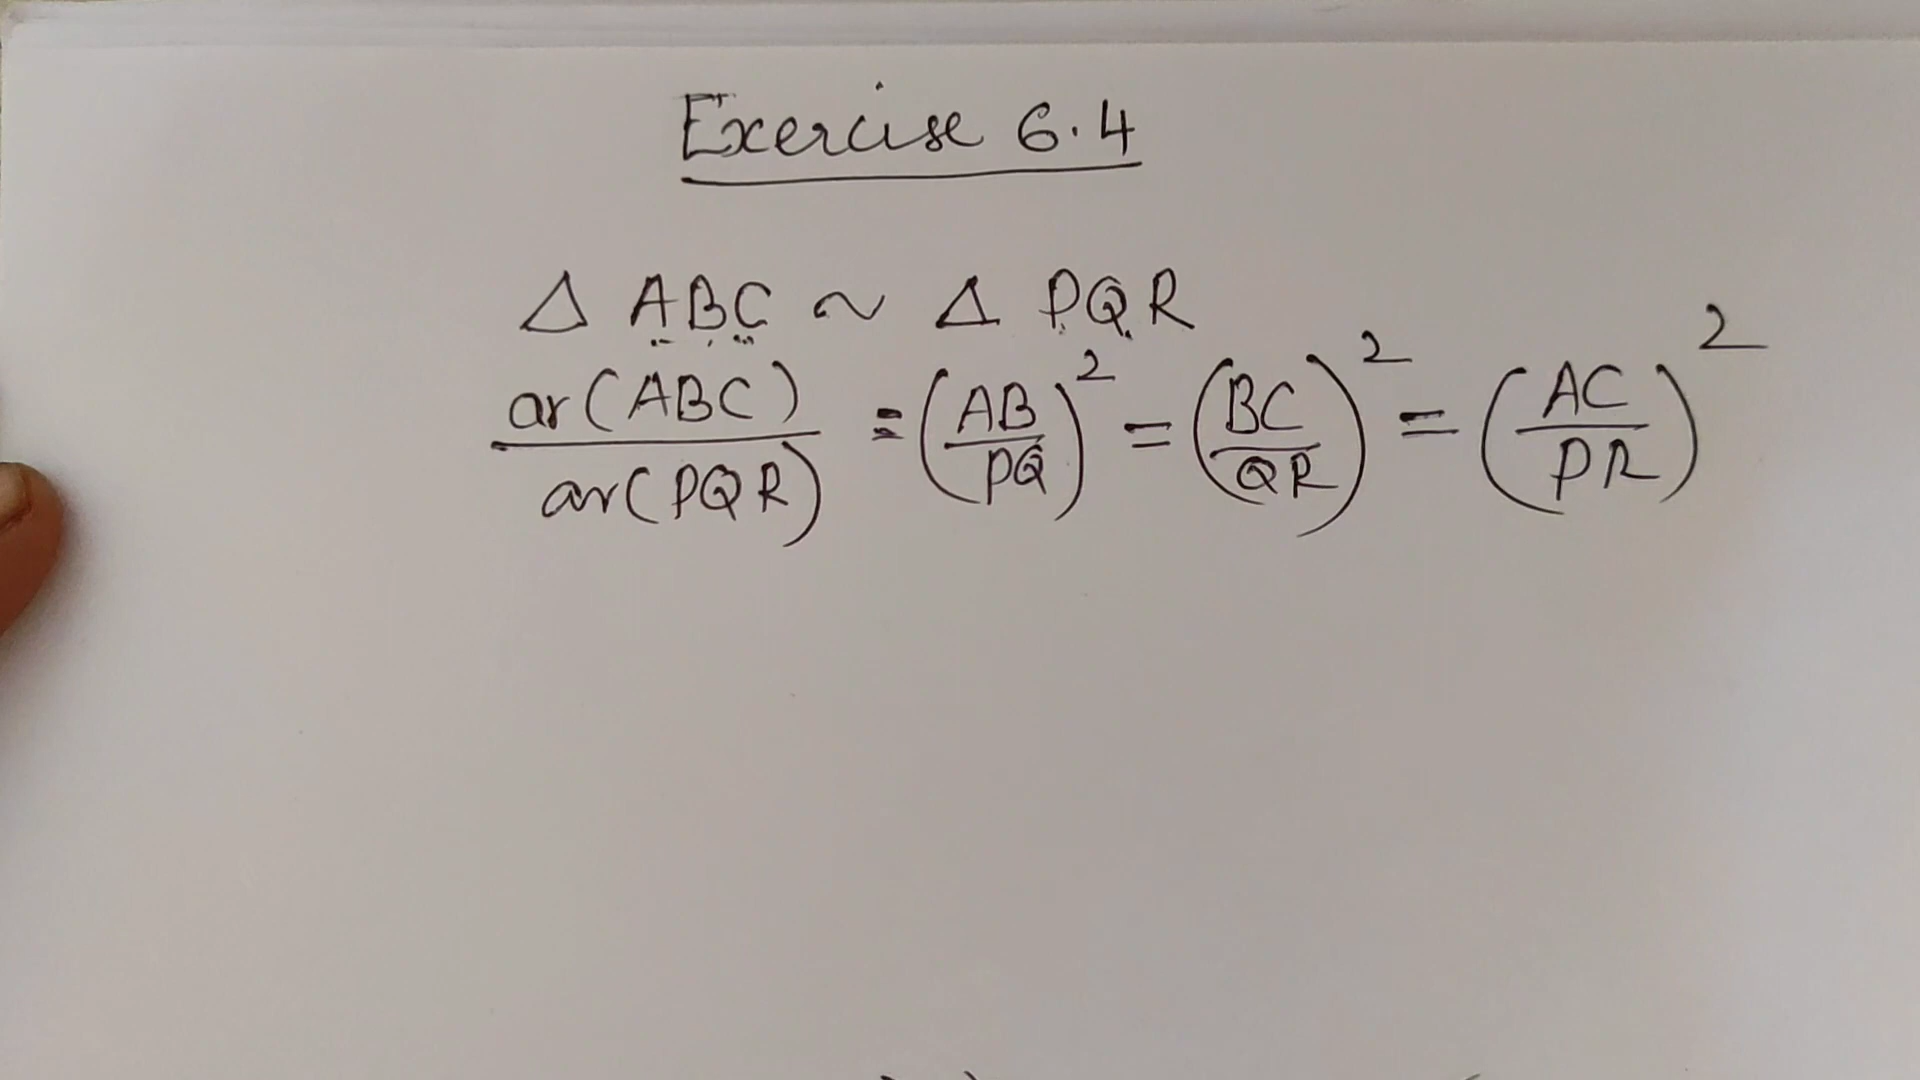 Exercise 6.4
△ ABC ~ △ PQR
ar(ABC)/ar(PQR) = (AB/PQ)² = (BC/QR)² = (AC/PR)²